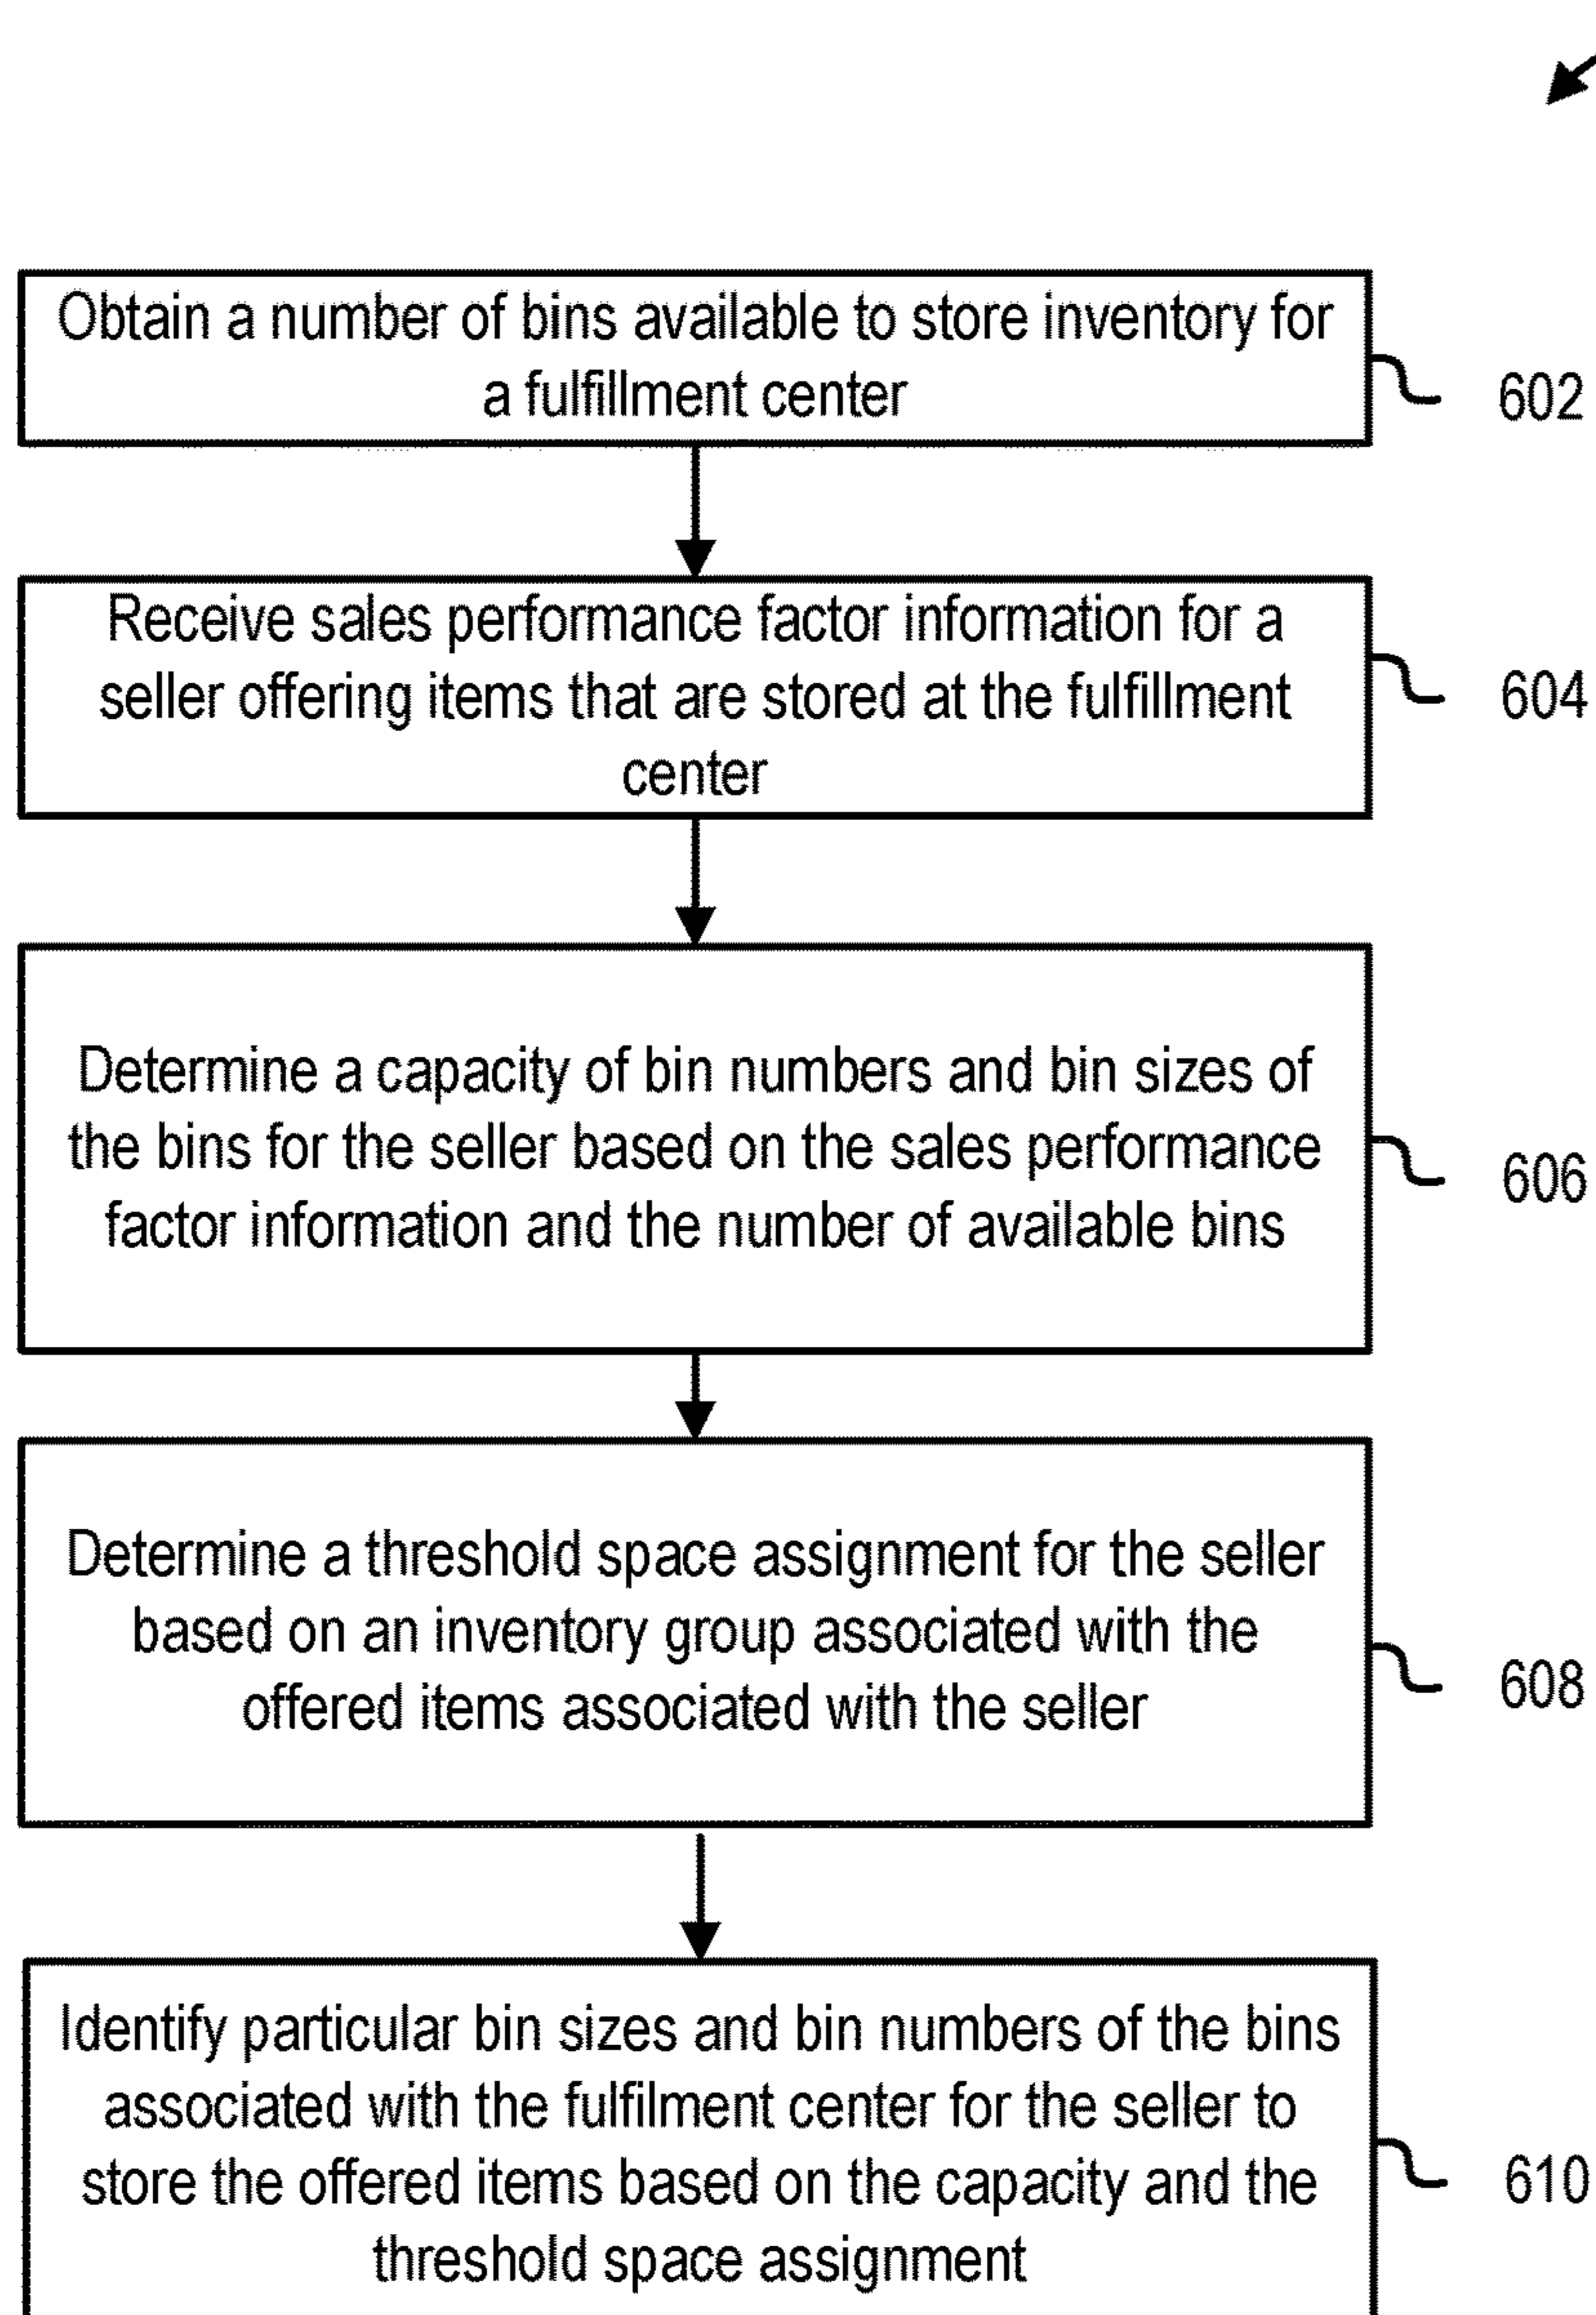 Obtain a number of bins available to store inventory for
a fulfillment center
602
Receive sales performance factor information for a
seller offering items that are stored at the fulfillment
center
604
Determine a capacity of bin numbers and bin sizes of
the bins for the seller based on the sales performance
factor information and the number of available bins
606
Determine a threshold space assignment for the seller
based on an inventory group associated with the
offered items associated with the seller
608
Identify particular bin sizes and bin numbers of the bins
associated with the fulfilment center for the seller to
store the offered items based on the capacity and the
threshold space assignment
610